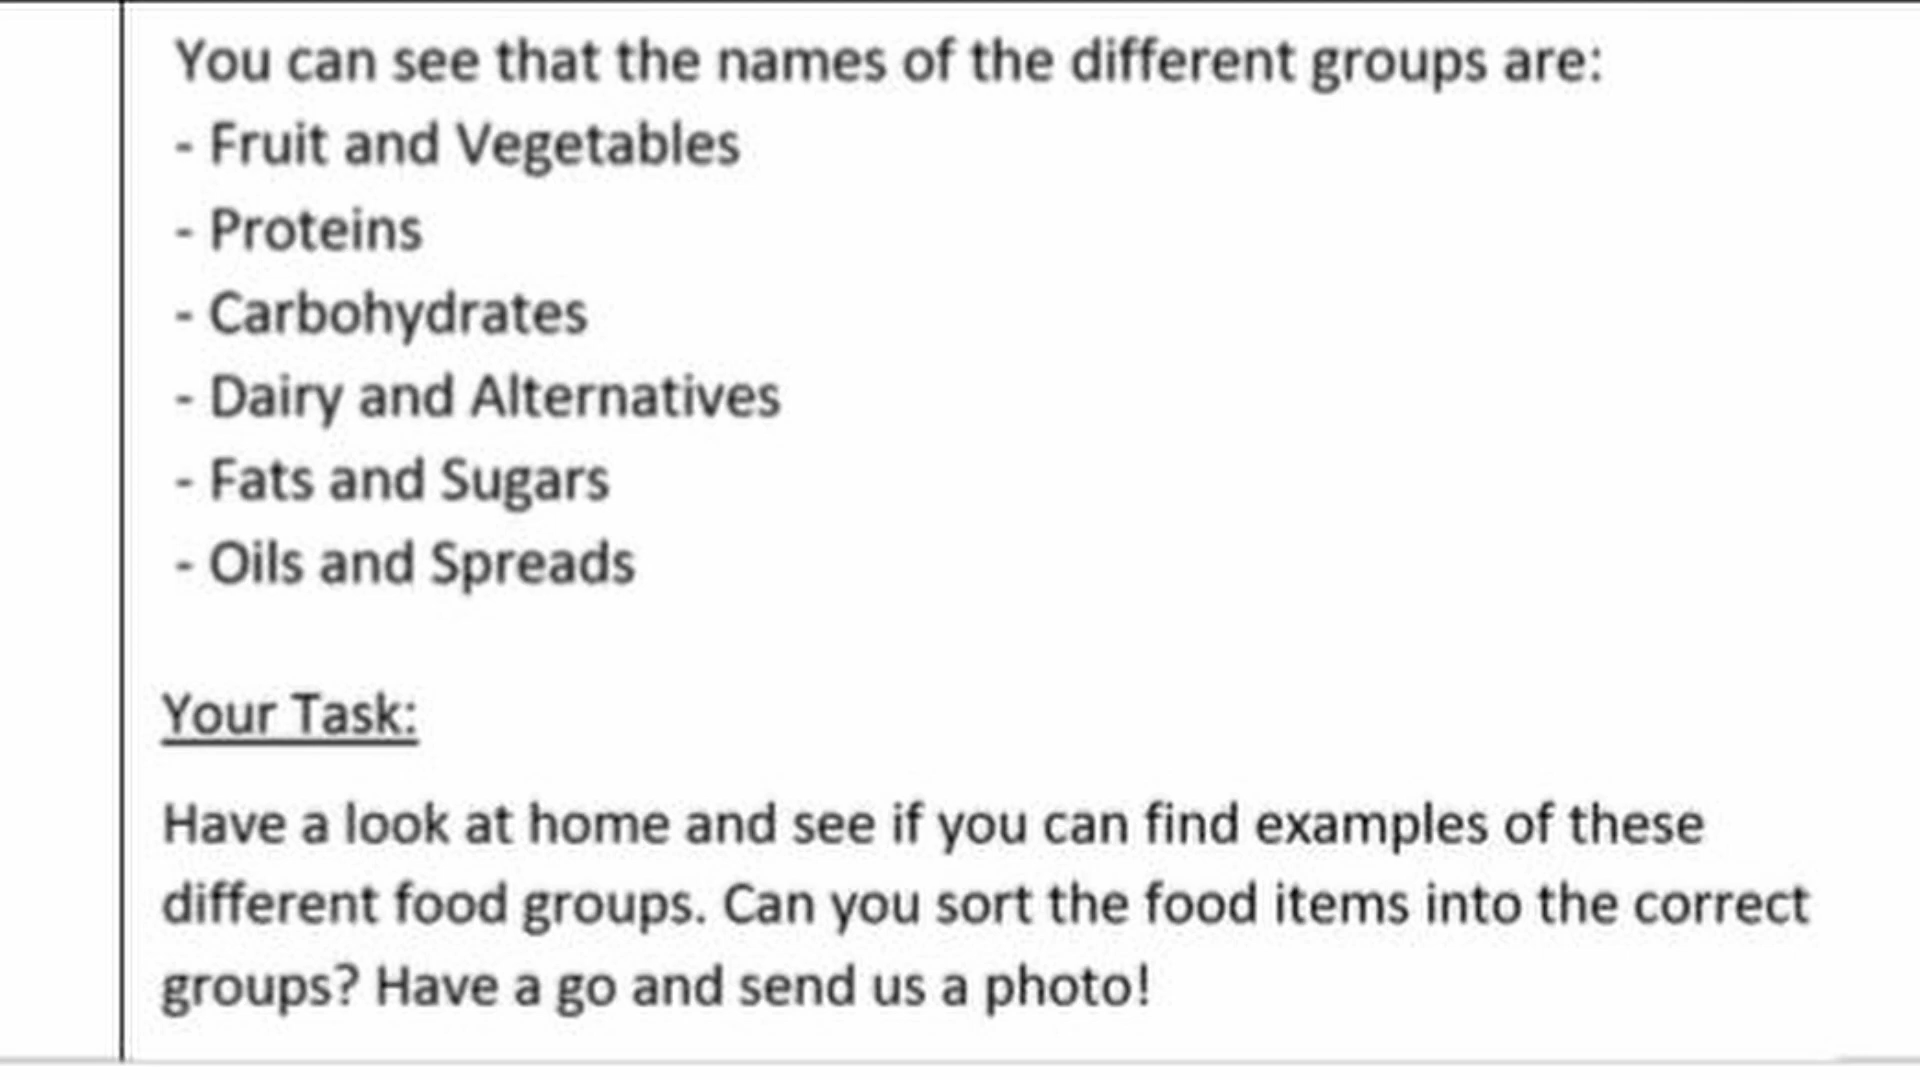 You can see that the names of the different groups are:
- Fruit and Vegetables
- Proteins
- Carbohydrates
- Dairy and Alternatives
- Fats and Sugars
- Oils and Spreads
Your Task:
Have a look at home and see if you can find examples of these
different food groups. Can you sort the food items into the correct
groups? Have a go and send us a photo!